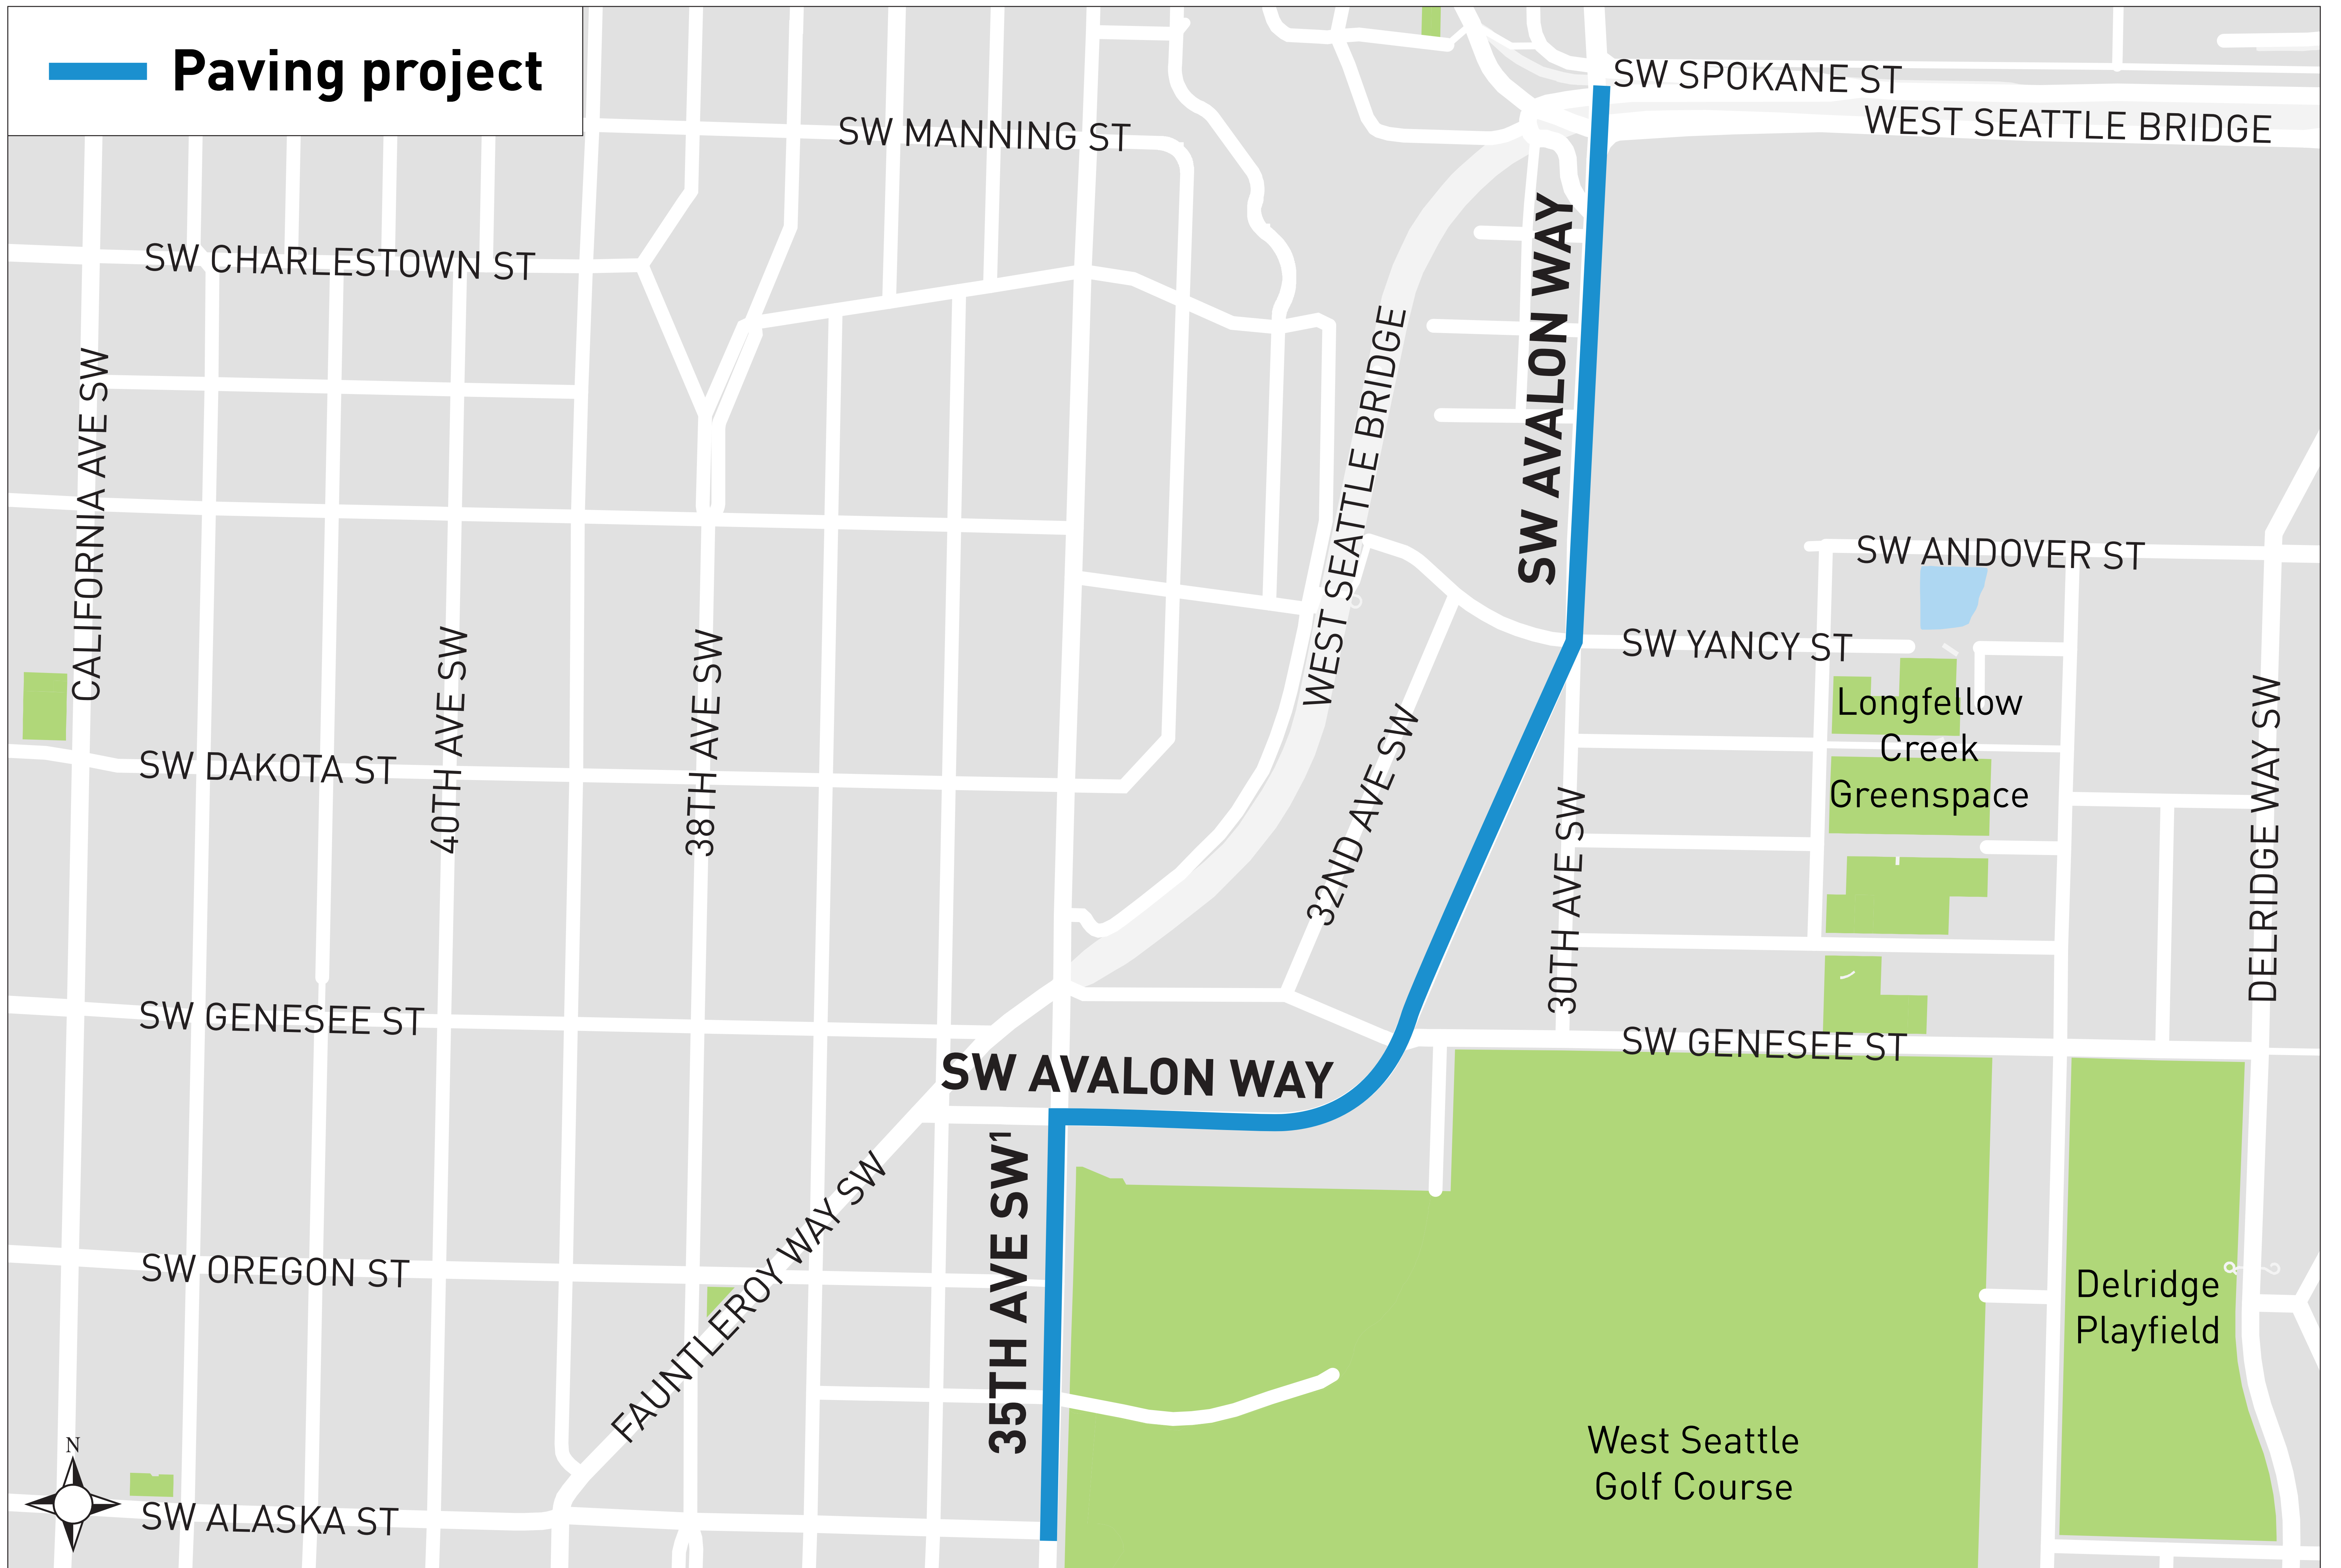 Paving project
SW SPOKANE ST
WEST SEATTLE BRIDGE
SW MANNING ST
SW CHARLESTOWN ST
SW AVALON WAY
WEST SEATTLE BRIDGE
CALIFORNIA AVE SW
SW ANDOVER ST
SW YANCY ST
40TH AVE SW
38TH AVE SW
32ND AVE SW
Longfellow
Creek
Greenspace
DELRIDGE WAY SW
SW DAKOTA ST
30TH AVE SW
SW GENESEE ST
SW GENESEE ST
SW AVALON WAY
35TH AVE SW¹
FAUNTLEROY WAY SW
SW OREGON ST
Delridge
Playfield
West Seattle
Golf Course
N
SW ALASKA ST